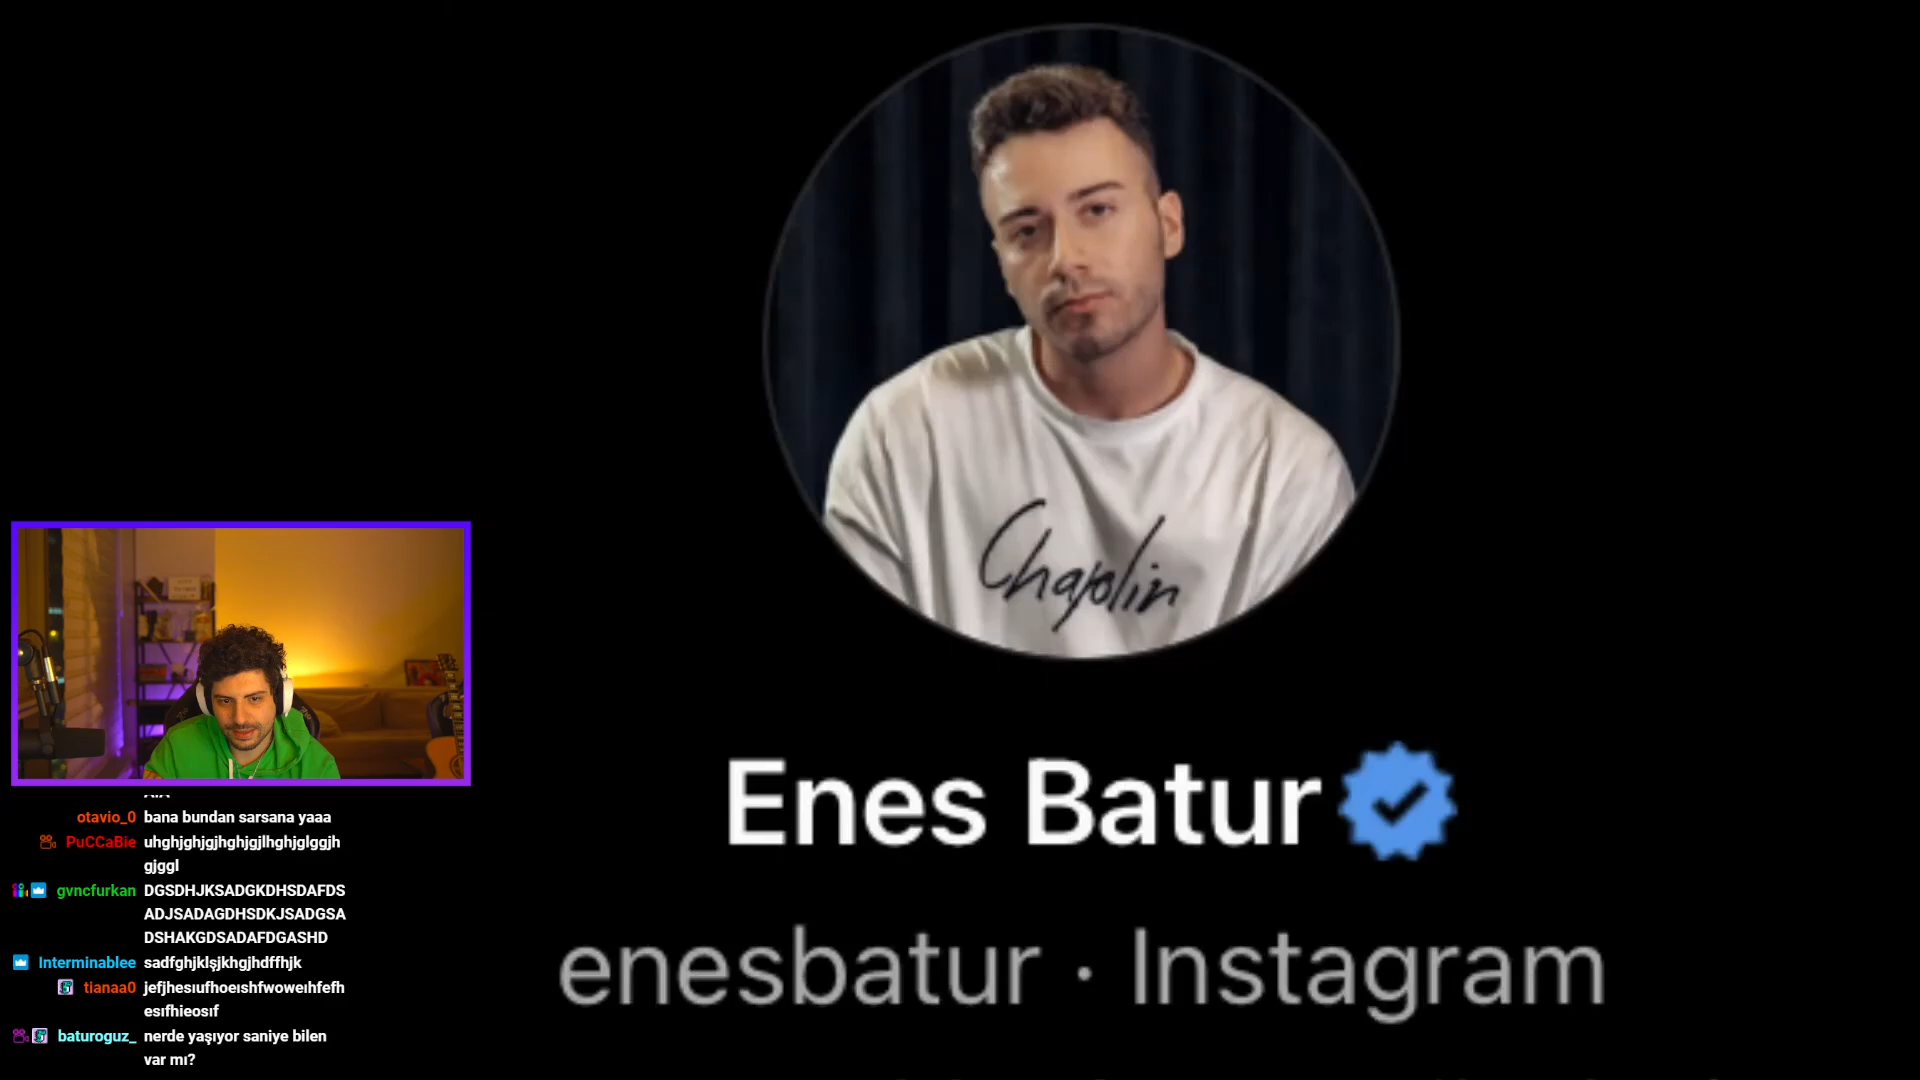 Chaplin
Enes Batur
enesbatur · Instagram
otavio_0 bana bundan sarsana yaaa
PuCCaBie uhghjghjgjhghjgjlhghjglggjh
gjggl
gvncfurkan DGSDHJKSADGKDHSDAFDS
ADJSADAGDHSDKJSADGSA
DSHAKGDSADAFDGASHD
Interminablee sadfghjklşjkhgjhdffhjk
tianaa0 jefjhesıufhoeıshfwoweıhfefh
esıfhieosıf
baturoguz_ nerde yaşıyor saniye bilen
var mı?